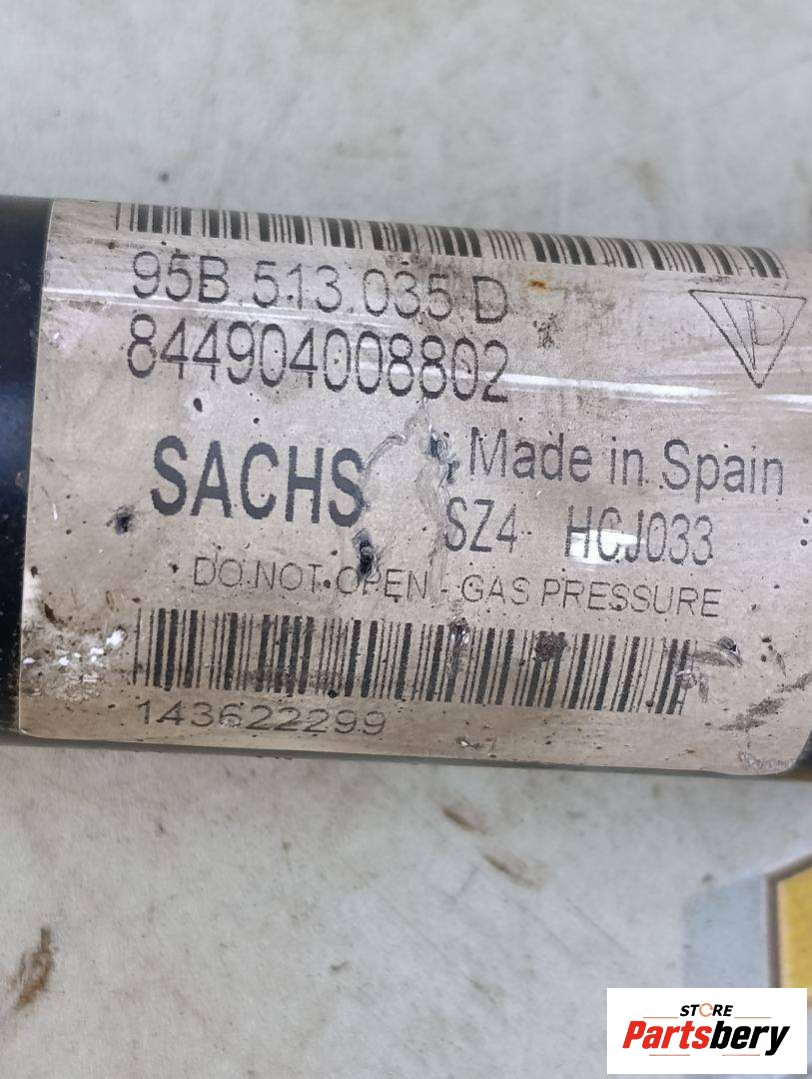 95B.513.035 D
844904008802
SACHS
Made in Spain
SZ4 HCJ033
DO NOT OPEN - GAS PRESSURE
143622299
STORE
Partsbery